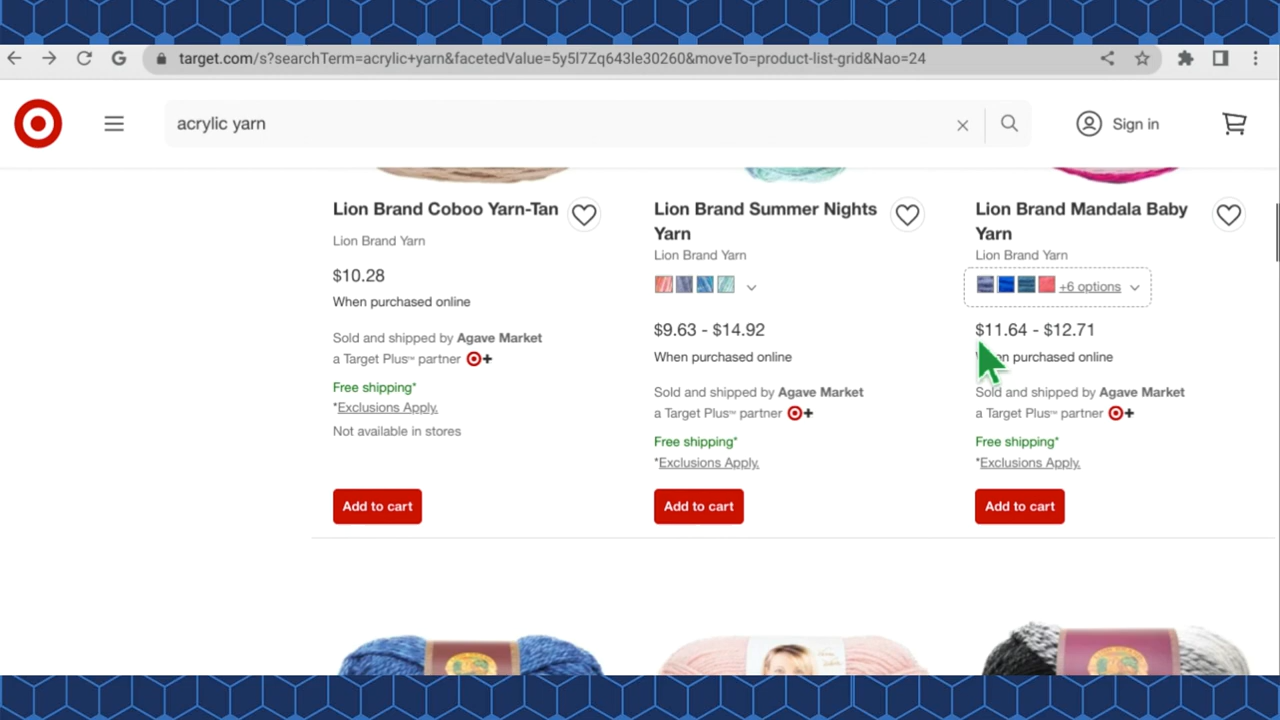 target.com/s?searchTerm=acrylic+yarn&facetedValue=5y5l7Zq643le30260&moveTo=product-list-grid&Nao=24
acrylic yarn
Sign in
Lion Brand Coboo Yarn-Tan
Lion Brand Yarn
$10.28
When purchased online
Sold and shipped by Agave Market
a Target Plus™ partner
Free shipping*
*Exclusions Apply.
Not available in stores
Add to cart
Lion Brand Summer Nights
Yarn
Lion Brand Yarn
$9.63 - $14.92
When purchased online
Sold and shipped by Agave Market
a Target Plus™ partner
Free shipping*
*Exclusions Apply.
Add to cart
Lion Brand Mandala Baby
Yarn
Lion Brand Yarn
+6 options
$11.64 - $12.71
purchased online
Sold and shipped by Agave Market
a Target Plus™ partner
Free shipping*
*Exclusions Apply.
Add to cart